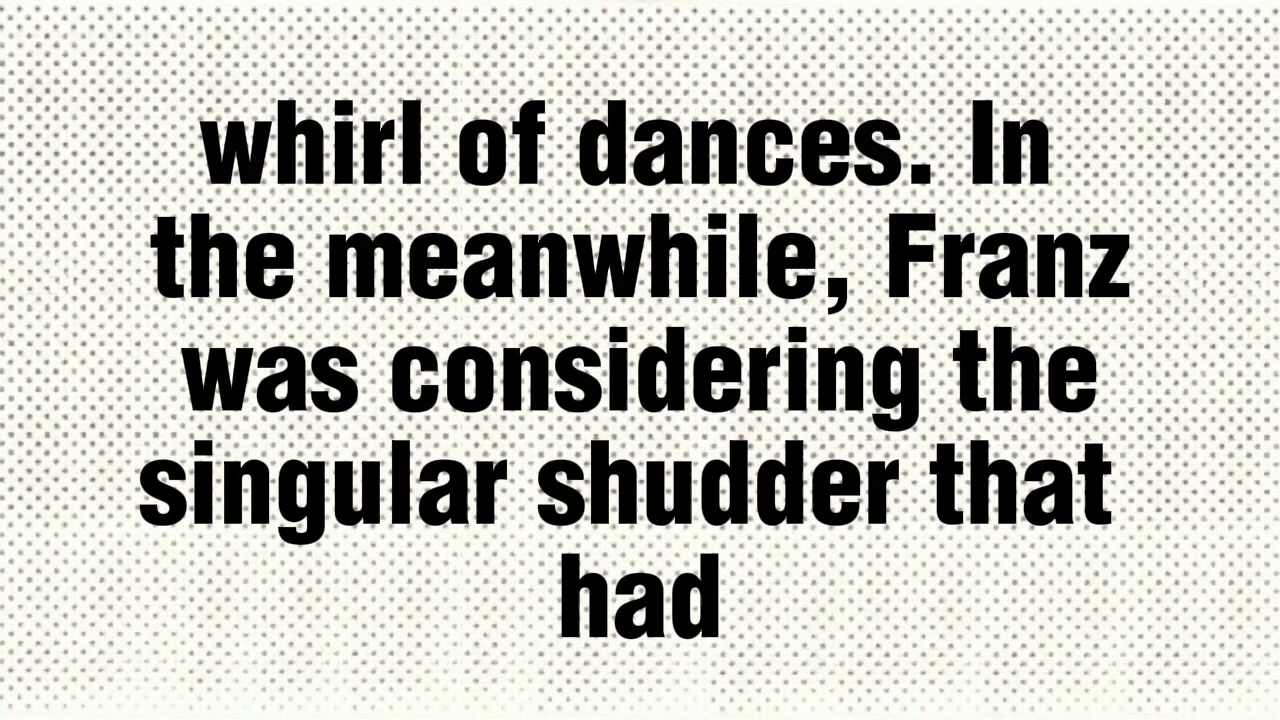 whirl of dances. In
the meanwhile, Franz
was considering the
singular shudder that
had